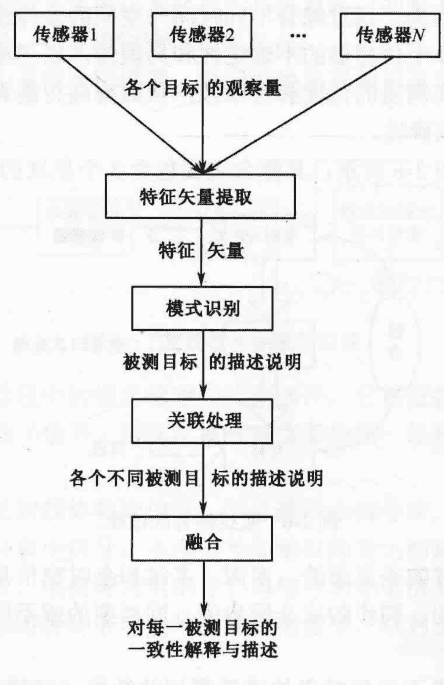 传感器1 传感器2 … 传感器N
各个目标的观察量
特征矢量提取
特征 矢量
模式识别
被测目标 的描述说明
关联处理
各个不同被测目 标的描述说明
融合
对每一被测目标的
一致性解释与描述